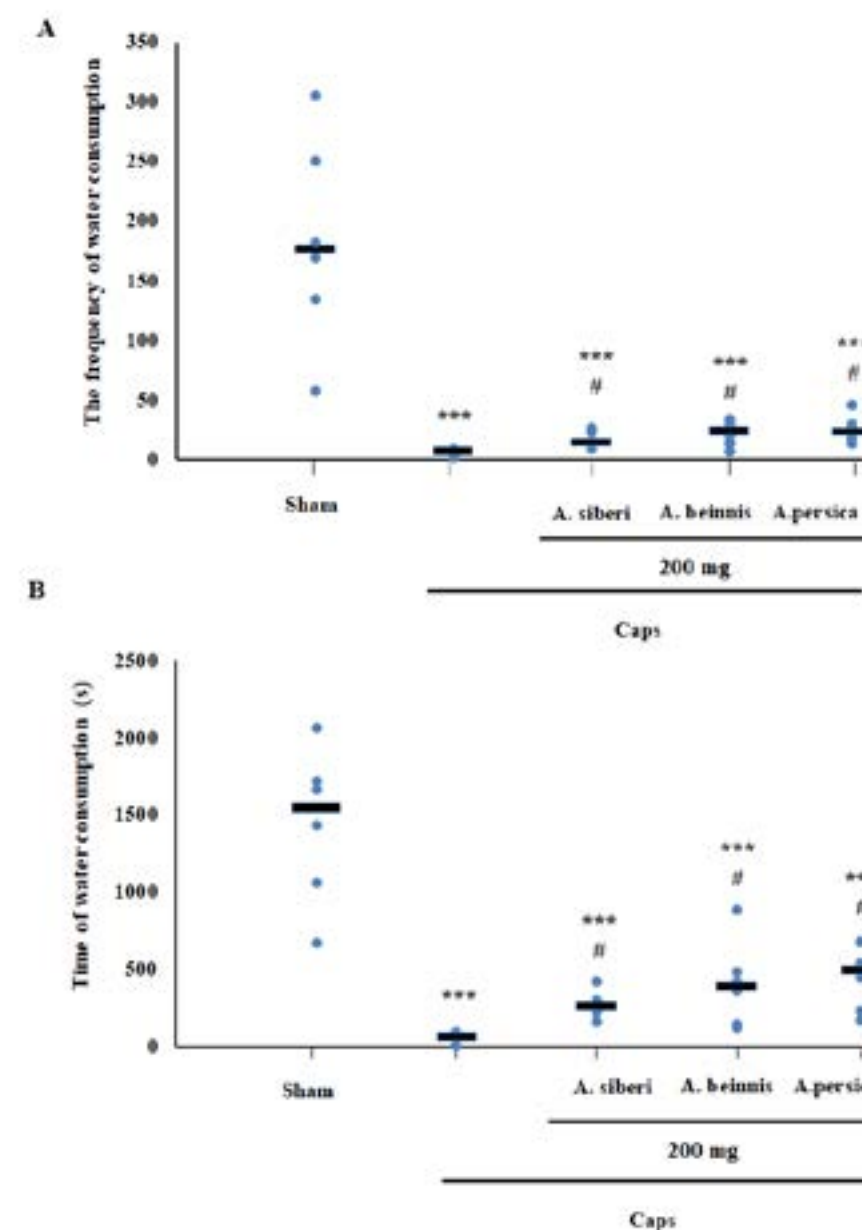 A
The frequency of water consumption
350
300
250
200
150
100
50
0
***
***
#
***
#
***
#
Sham
A. siberi
A. beinnis
A.persica
200 mg
Caps
B
Time of water consumption (s)
2500
2000
1500
1000
500
0
***
***
#
***
#
**
#
Sham
A. siberi
A. beinnis
A.persic
200 mg
Caps